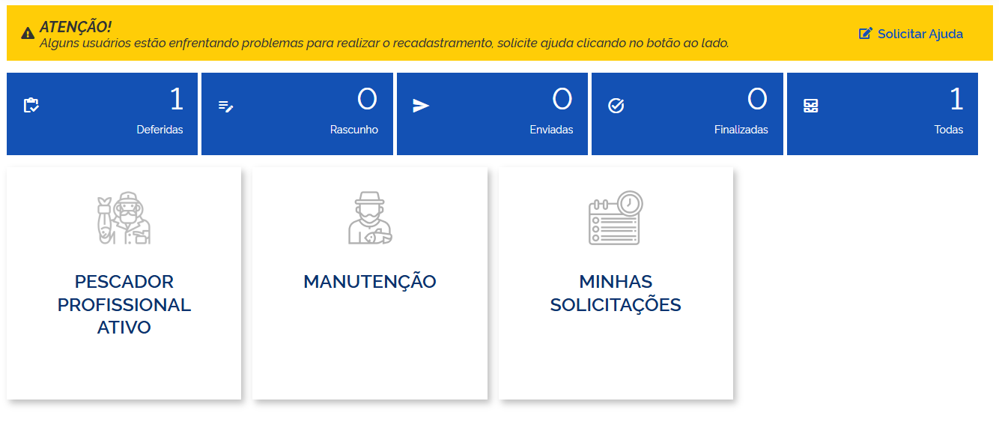 ATENÇÃO!
Alguns usuários estão enfrentando problemas para realizar o recadastramento, solicite ajuda clicando no botão ao lado.
Solicitar Ajuda
1
Deferidas
0
Rascunho
0
Enviadas
0
Finalizadas
1
Todas
PESCADOR
PROFISSIONAL
ATIVO
MANUTENÇÃO
MINHAS
SOLICITAÇÕES